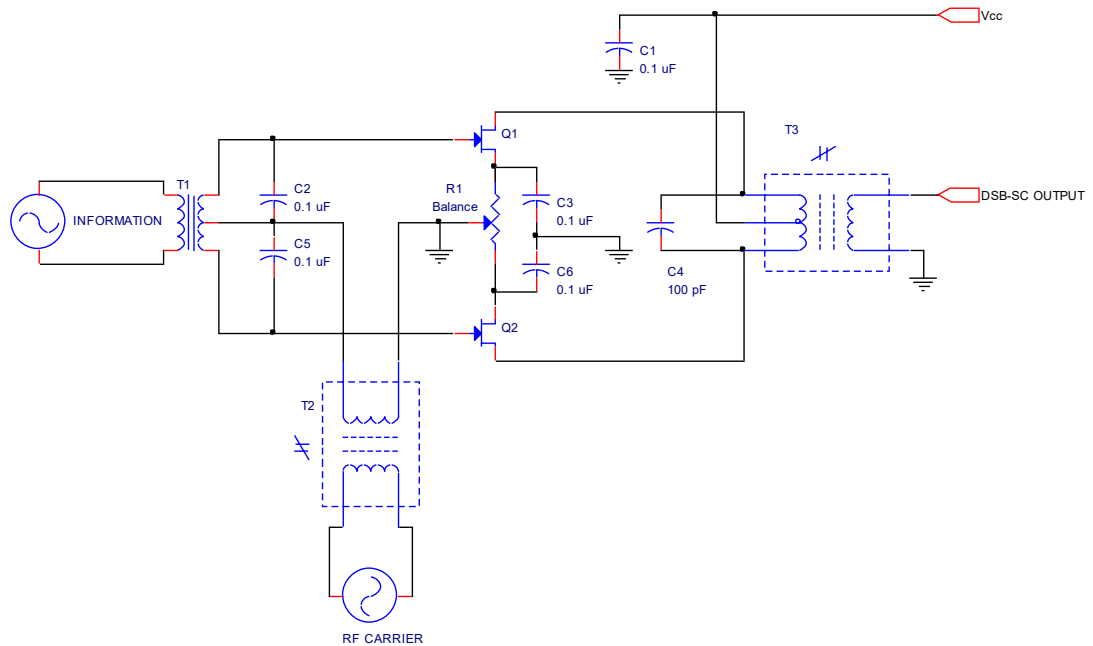 Vcc
C1
0.1 uF
T3
Q1
T1
C2
0.1 uF
R1
Balance
C3
0.1 uF
DSB-SC OUTPUT
INFORMATION
C5
0.1 uF
C6
0.1 uF
C4
100 pF
Q2
T2
RF CARRIER